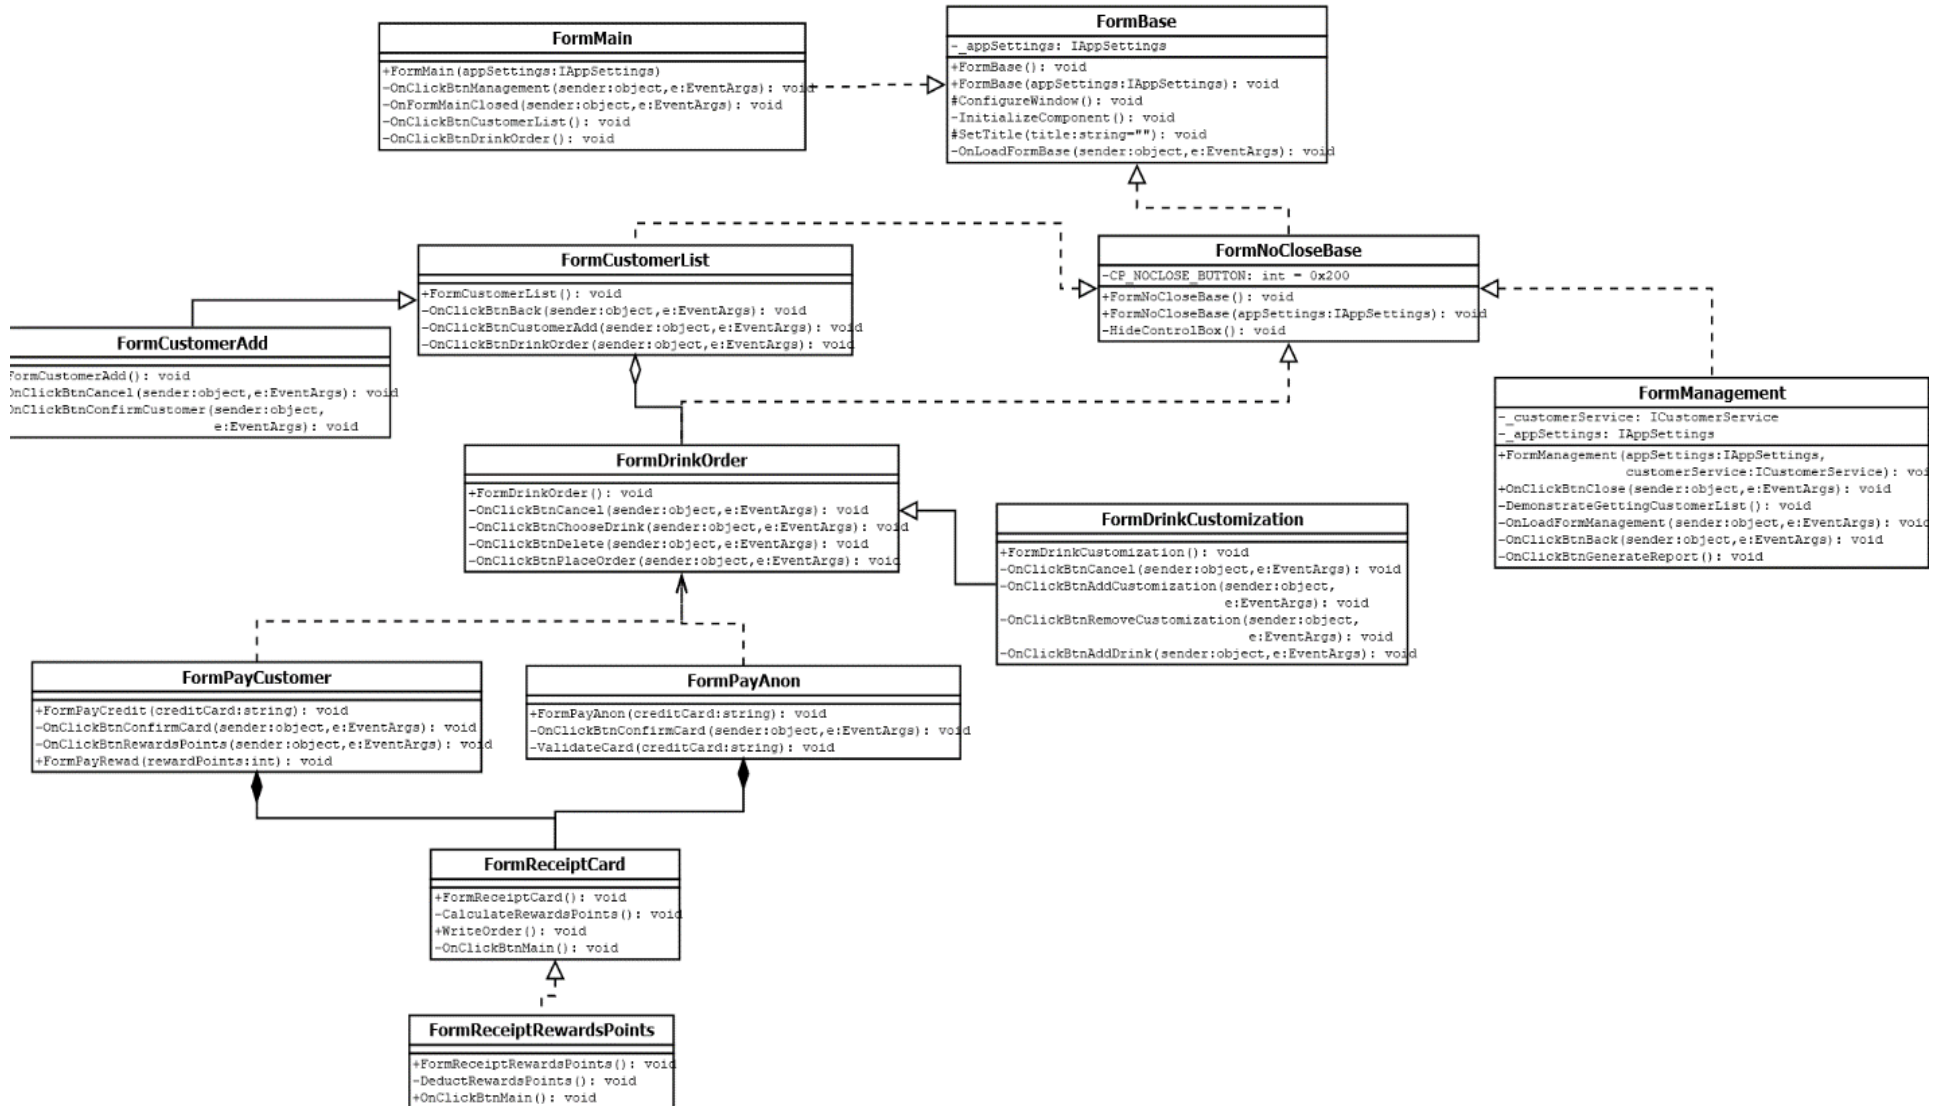 FormMain
+FormMain(appSettings:IAppSettings)
-OnClickBtnManagement(sender:object,e:EventArgs): void
-OnFormMainClosed(sender:object,e:EventArgs): void
-OnClickBtnCustomerList(): void
-OnClickBtnDrinkOrder(): void
FormBase
-_appSettings: IAppSettings
+FormBase(): void
+FormBase(appSettings:IAppSettings): void
#ConfigureWindow(): void
-InitializeComponent(): void
#SetTitle(title:string=""): void
-OnLoadFormBase(sender:object,e:EventArgs): void
FormCustomerList
+FormCustomerList(): void
-OnClickBtnBack(sender:object,e:EventArgs): void
-OnClickBtnCustomerAdd(sender:object,e:EventArgs): void
-OnClickBtnDrinkOrder(sender:object,e:EventArgs): void
FormNoCloseBase
-CP_NOCLOSE_BUTTON: int = 0x200
+FormNoCloseBase(): void
+FormNoCloseBase(appSettings:IAppSettings): void
-HideControlBox(): void
FormCustomerAdd
FormCustomerAdd(): void
OnClickBtnCancel(sender:object,e:EventArgs): void
OnClickBtnConfirmCustomer(sender:object,
e:EventArgs): void
FormManagement
-_customerService: ICustomerService
-_appSettings: IAppSettings
+FormManagement(appSettings:IAppSettings,
customerService:ICustomerService): voi
+OnClickBtnClose(sender:object,e:EventArgs): void
-DemonstrateGettingCustomerList(): void
-OnLoadFormManagement(sender:object,e:EventArgs): void
-OnClickBtnBack(sender:object,e:EventArgs): void
-OnClickBtnGenerateReport(): void
FormDrinkOrder
+FormDrinkOrder(): void
-OnClickBtnCancel(sender:object,e:EventArgs): void
-OnClickBtnChooseDrink(sender:object,e:EventArgs): void
-OnClickBtnDelete(sender:object,e:EventArgs): void
-OnClickBtnPlaceOrder(sender:object,e:EventArgs): void
FormDrinkCustomization
+FormDrinkCustomization(): void
-OnClickBtnCancel(sender:object,e:EventArgs): void
-OnClickBtnAddCustomization(sender:object,
e:EventArgs): void
-OnClickBtnRemoveCustomization(sender:object,
e:EventArgs): void
-OnClickBtnAddDrink(sender:object,e:EventArgs): void
FormPayCustomer
+FormPayCredit(creditCard:string): void
-OnClickBtnConfirmCard(sender:object,e:EventArgs): void
-OnClickBtnRewardsPoints(sender:object,e:EventArgs): void
+FormPayRewad(rewardPoints:int): void
FormPayAnon
+FormPayAnon(creditCard:string): void
-OnClickBtnConfirmCard(sender:object,e:EventArgs): void
-ValidateCard(creditCard:string): void
FormReceiptCard
+FormReceiptCard(): void
-CalculateRewardsPoints(): void
+WriteOrder(): void
-OnClickBtnMain(): void
FormReceiptRewardsPoints
+FormReceiptRewardsPoints(): void
-DeductRewardsPoints(): void
+OnClickBtnMain(): void